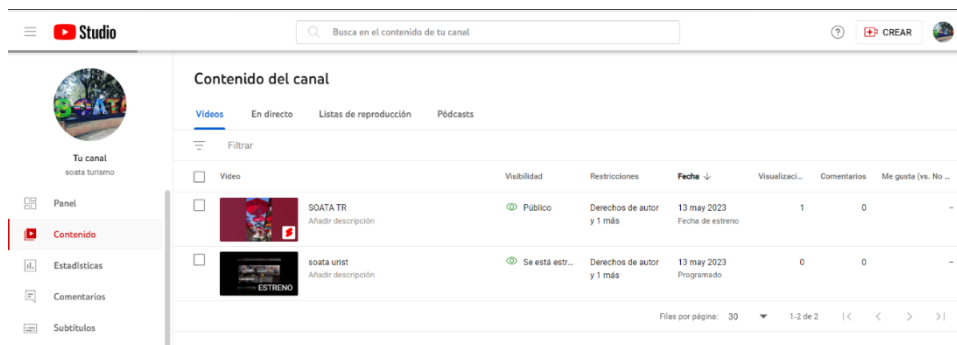 Studio
Busca en el contenido de tu canal
CREAR
SOATA
Tu canal
soata turismo
Panel
Contenido
Estadísticas
Comentarios
Subtítulos
Contenido del canal
Vídeos En directo Listas de reproducción Pódcasts
Filtrar
Vídeo Visibilidad Restricciones Fecha ↓ Visualizaci... Comentarios Me gusta (vs. No ...
SOATA TR Público Derechos de autor 13 may 2023 1 0 –
Añadir descripción y 1 más Fecha de estreno
soata urist Se está estr... Derechos de autor 13 may 2023 0 0 –
Añadir descripción y 1 más Programado
ESTRENO
Filas por página: 30 1-2 de 2